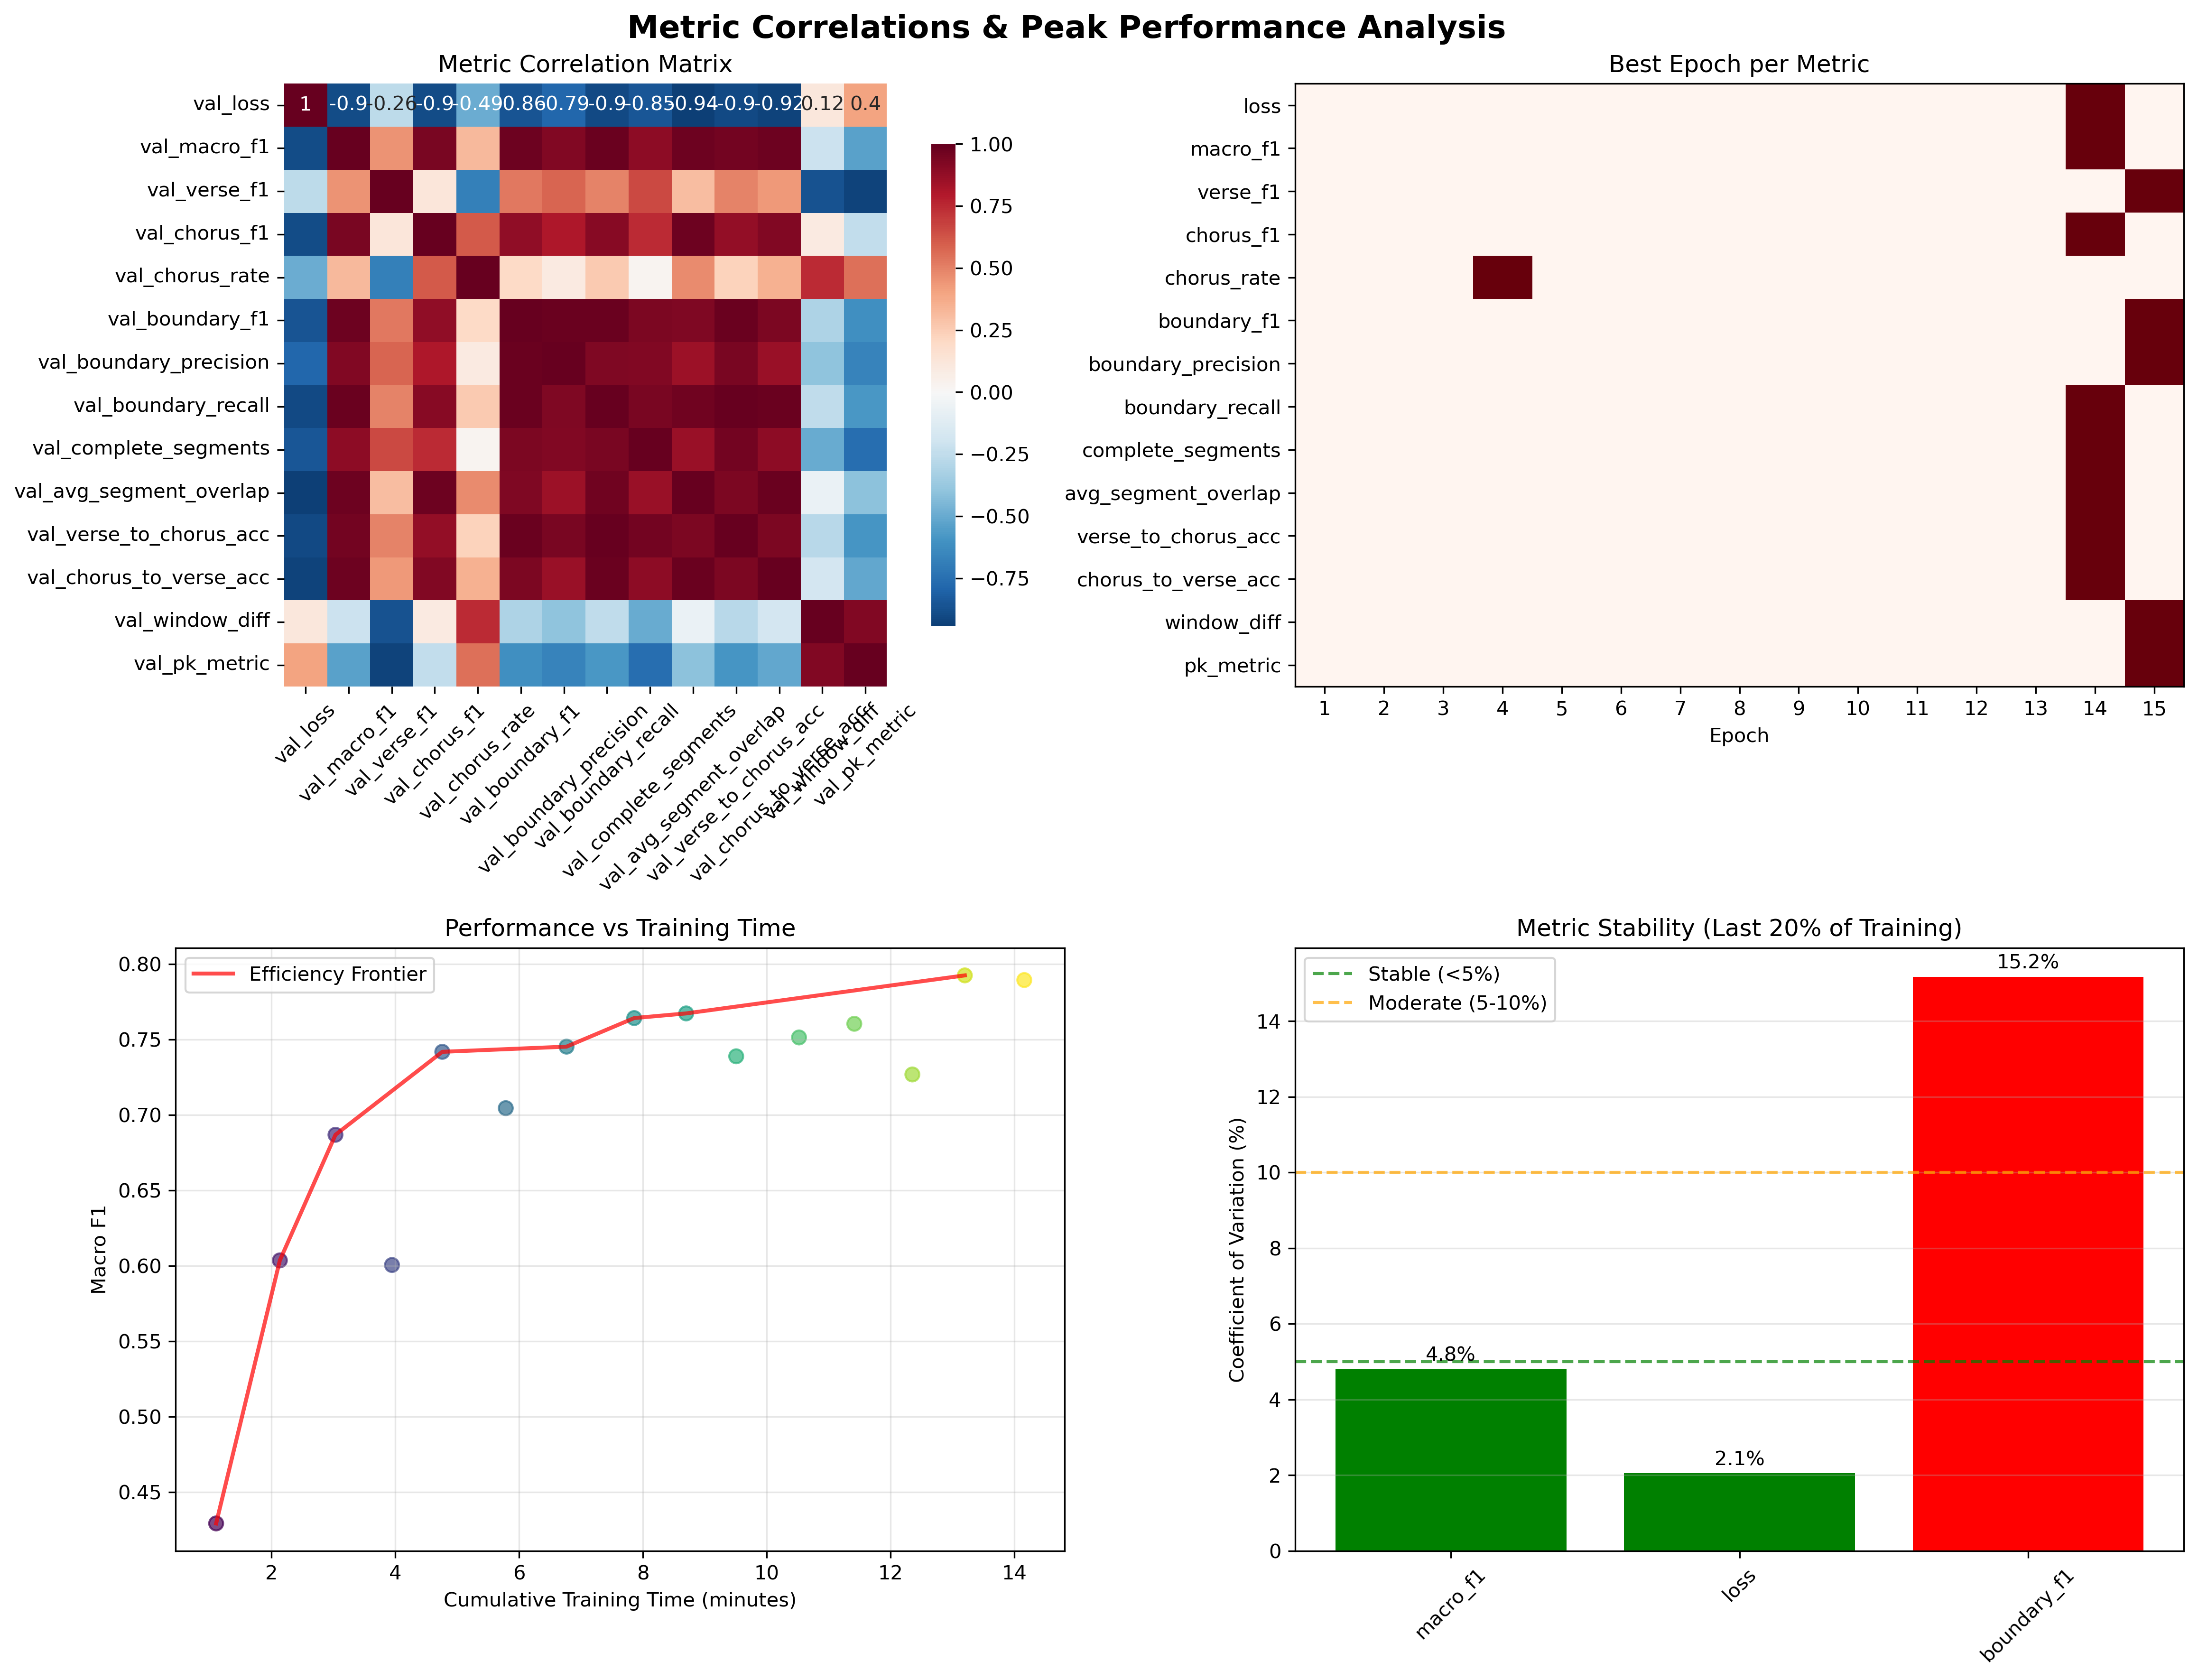 Metric Correlations & Peak Performance Analysis
Metric Correlation Matrix
val_loss
val_macro_f1
val_verse_f1
val_chorus_f1
val_chorus_rate
val_boundary_f1
val_boundary_precision
val_boundary_recall
val_complete_segments
val_avg_segment_overlap
val_verse_to_chorus_acc
val_chorus_to_verse_acc
val_window_diff
val_pk_metric
1 -0.9 -0.26 -0.9 -0.49 -0.86 -0.79 -0.9 -0.85 -0.94 -0.9 -0.92 0.12 0.4
1.00
0.75
0.50
0.25
0.00
−0.25
−0.50
−0.75
val_loss
val_macro_f1
val_verse_f1
val_chorus_f1
val_chorus_rate
val_boundary_f1
val_boundary_precision
val_boundary_recall
val_complete_segments
val_avg_segment_overlap
val_verse_to_chorus_acc
val_chorus_to_verse_acc
val_window_diff
val_pk_metric
Best Epoch per Metric
loss
macro_f1
verse_f1
chorus_f1
chorus_rate
boundary_f1
boundary_precision
boundary_recall
complete_segments
avg_segment_overlap
verse_to_chorus_acc
chorus_to_verse_acc
window_diff
pk_metric
1 2 3 4 5 6 7 8 9 10 11 12 13 14 15
Epoch
Performance vs Training Time
Efficiency Frontier
Macro F1
0.80
0.75
0.70
0.65
0.60
0.55
0.50
0.45
2 4 6 8 10 12 14
Cumulative Training Time (minutes)
Metric Stability (Last 20% of Training)
Stable (<5%)
Moderate (5-10%)
Coefficient of Variation (%)
14
12
10
8
6
4
2
0
4.8%
2.1%
15.2%
macro_f1
loss
boundary_f1